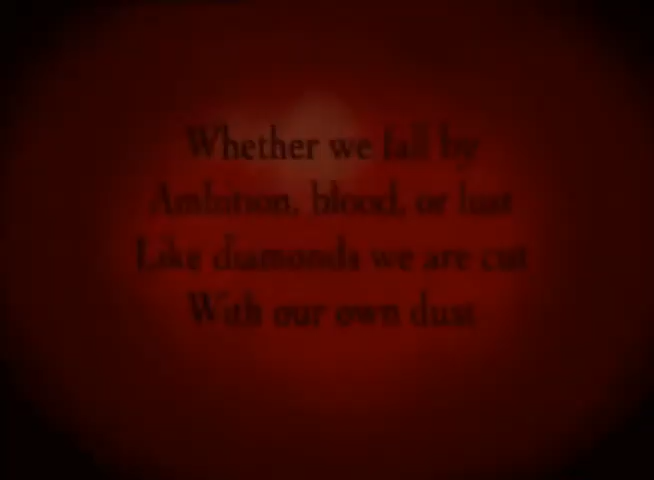 Whether we fall by
Ambition, blood, or lust
Like diamonds we are cut
With our own dust